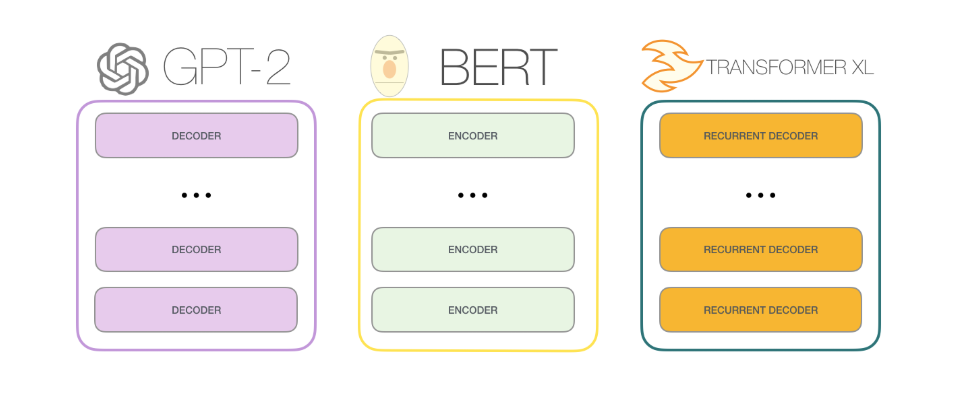 GPT-2
DECODER
...
DECODER
DECODER
BERT
ENCODER
...
ENCODER
ENCODER
TRANSFORMER XL
RECURRENT DECODER
...
RECURRENT DECODER
RECURRENT DECODER